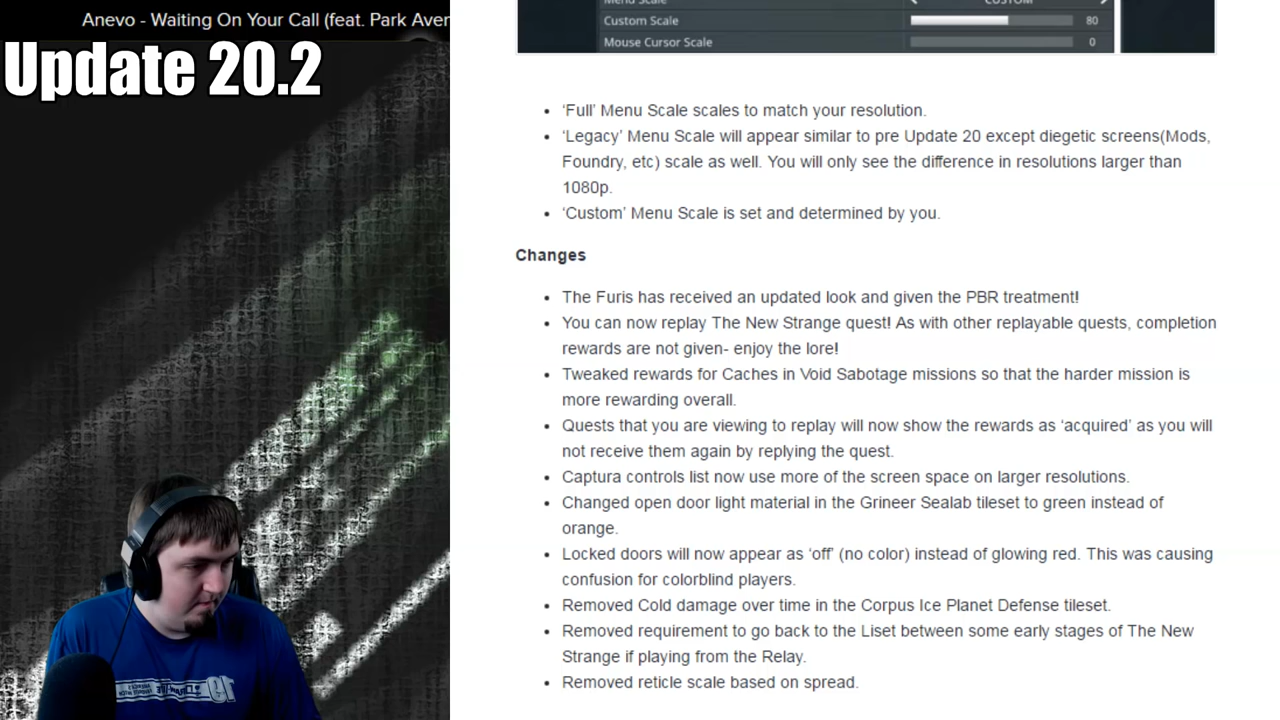 Anevo - Waiting On Your Call (feat. Park Aver
Update 20.2
Menu Scale CUSTOM
Custom Scale 80
Mouse Cursor Scale 0
• ‘Full’ Menu Scale scales to match your resolution.
• ‘Legacy’ Menu Scale will appear similar to pre Update 20 except diegetic screens(Mods,
Foundry, etc) scale as well. You will only see the difference in resolutions larger than
1080p.
• ‘Custom’ Menu Scale is set and determined by you.
Changes
• The Furis has received an updated look and given the PBR treatment!
• You can now replay The New Strange quest! As with other replayable quests, completion
rewards are not given- enjoy the lore!
• Tweaked rewards for Caches in Void Sabotage missions so that the harder mission is
more rewarding overall.
• Quests that you are viewing to replay will now show the rewards as ‘acquired’ as you will
not receive them again by replying the quest.
• Captura controls list now use more of the screen space on larger resolutions.
• Changed open door light material in the Grineer Sealab tileset to green instead of
orange.
• Locked doors will now appear as ‘off’ (no color) instead of glowing red. This was causing
confusion for colorblind players.
• Removed Cold damage over time in the Corpus Ice Planet Defense tileset.
• Removed requirement to go back to the Liset between some early stages of The New
Strange if playing from the Relay.
• Removed reticle scale based on spread.